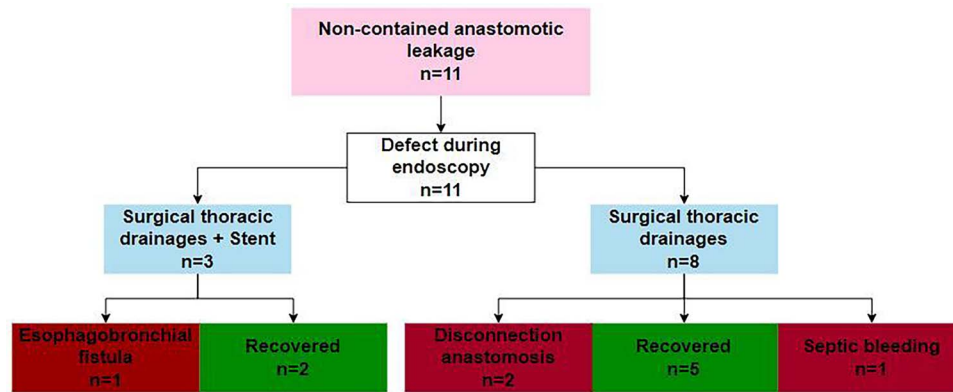 Non-contained anastomotic
leakage
n=11
Defect during
endoscopy
n=11
Surgical thoracic
drainages + Stent
n=3
Surgical thoracic
drainages
n=8
Esophagobronchial
fistula
n=1
Recovered
n=2
Disconnection
anastomosis
n=2
Recovered
n=5
Septic bleeding
n=1